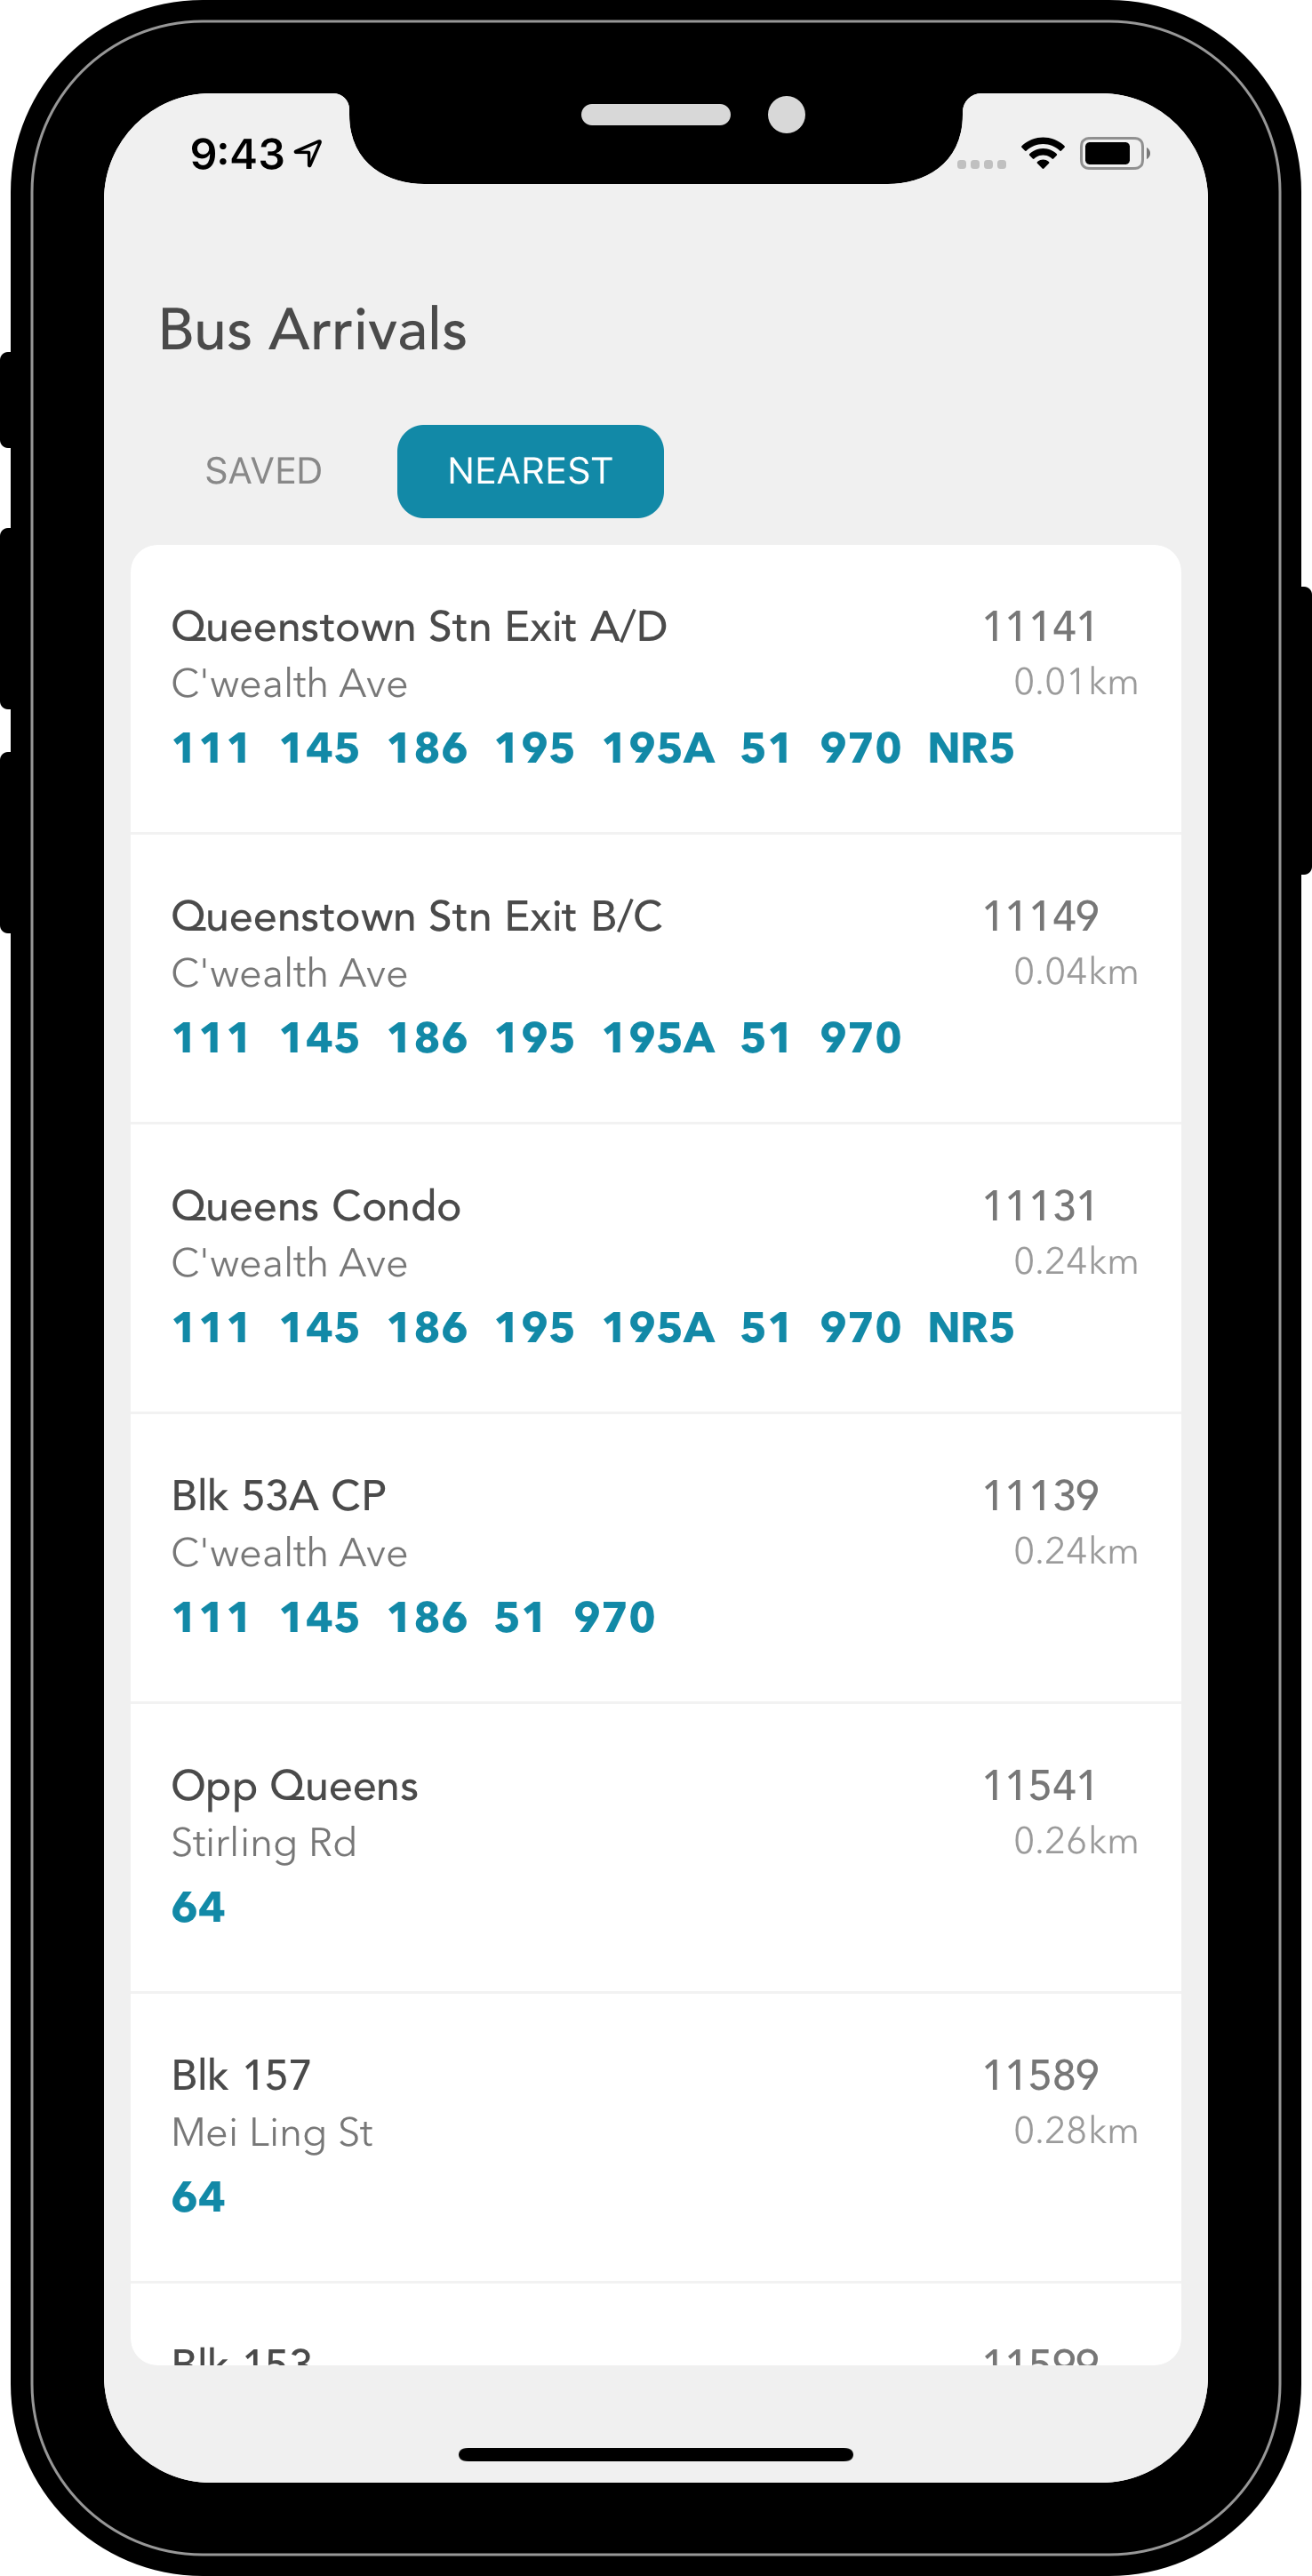 9:43
Bus Arrivals
SAVED NEAREST
Queenstown Stn Exit A/D 11141
C'wealth Ave 0.01km
111 145 186 195 195A 51 970 NR5
Queenstown Stn Exit B/C 11149
C'wealth Ave 0.04km
111 145 186 195 195A 51 970
Queens Condo 11131
C'wealth Ave 0.24km
111 145 186 195 195A 51 970 NR5
Blk 53A CP 11139
C'wealth Ave 0.24km
111 145 186 51 970
Opp Queens 11541
Stirling Rd 0.26km
64
Blk 157 11589
Mei Ling St 0.28km
64
Blk 153 11599